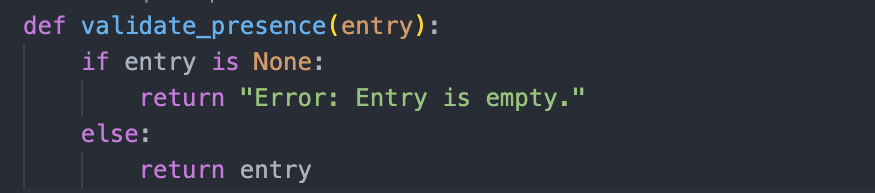 def validate_presence(entry):
    if entry is None:
        return "Error: Entry is empty."
    else:
        return entry